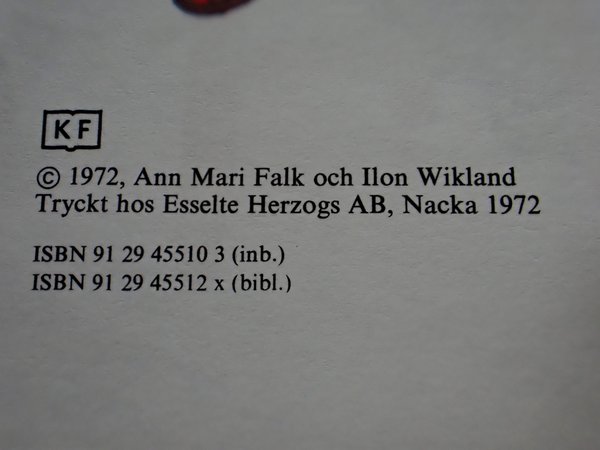 KF
© 1972, Ann Mari Falk och Ilon Wikland
Tryckt hos Esselte Herzogs AB, Nacka 1972
ISBN 91 29 45510 3 (inb.)
ISBN 91 29 45512 x (bibl.)